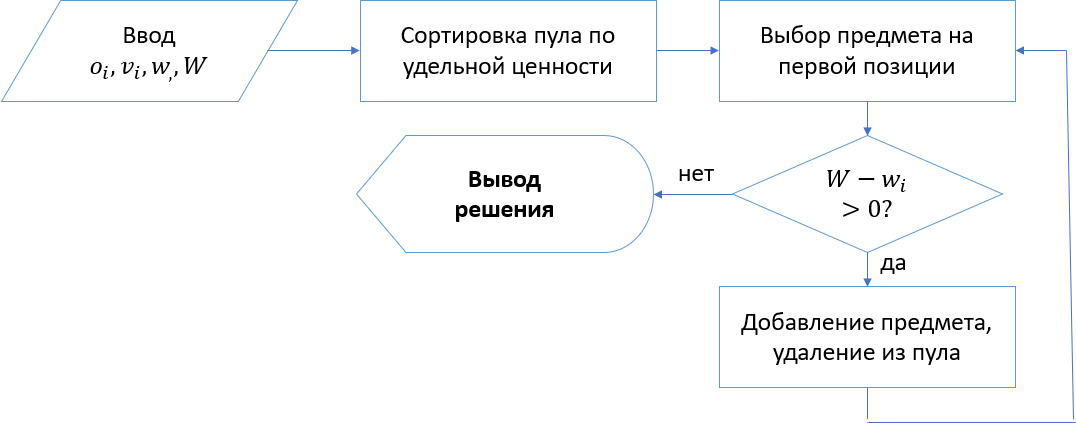 Ввод
oᵢ, vᵢ, w,, W
Сортировка пула по
удельной ценности
Выбор предмета на
первой позиции
W − wᵢ
> 0?
нет
Вывод
решения
да
Добавление предмета,
удаление из пула